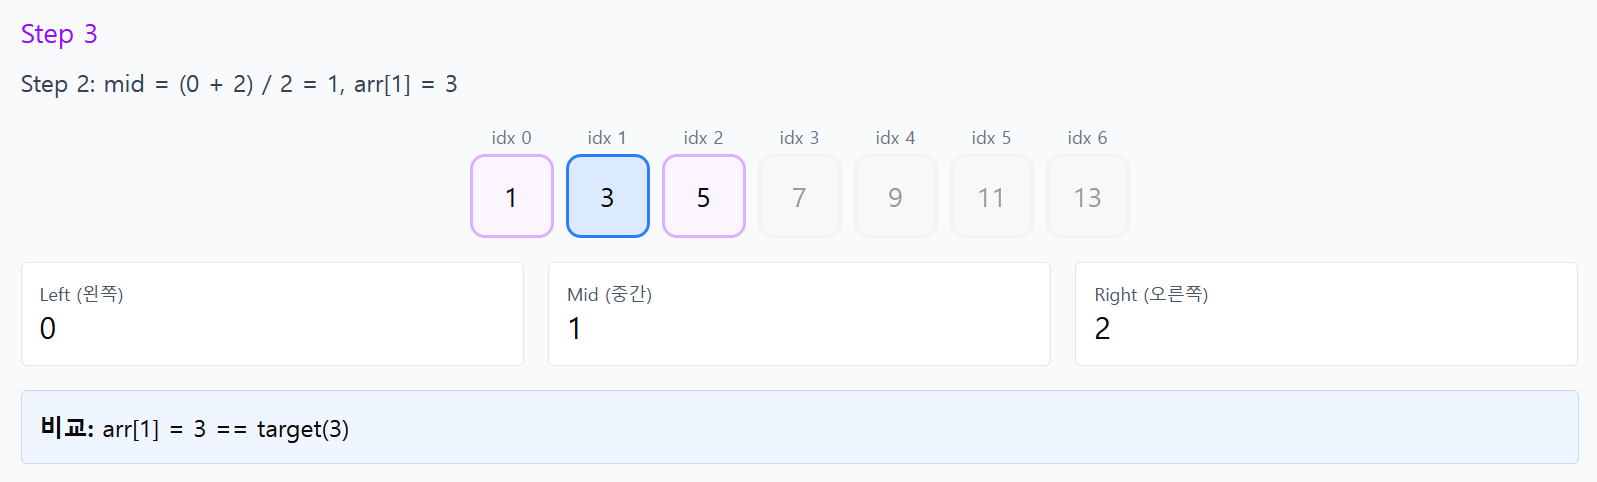 Step 3
Step 2: mid = (0 + 2) / 2 = 1, arr[1] = 3
idx 0 idx 1 idx 2 idx 3 idx 4 idx 5 idx 6
1 3 5 7 9 11 13
Left (왼쪽) Mid (중간) Right (오른쪽)
0 1 2
비교: arr[1] = 3 == target(3)